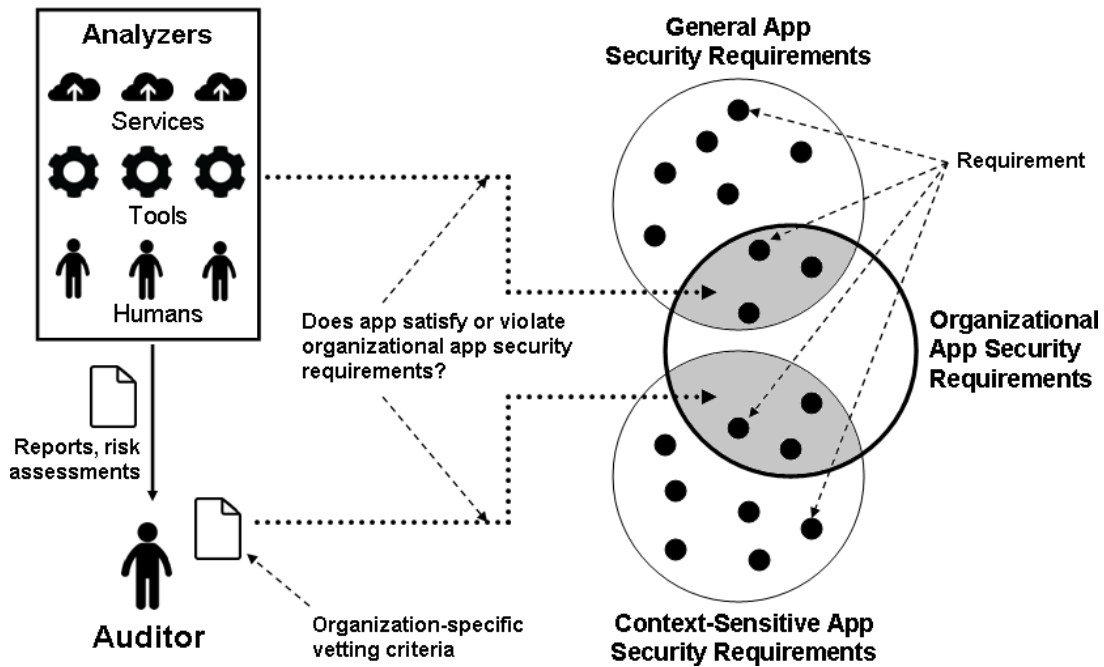 Analyzers
Services
Tools
Humans
Reports, risk
assessments
Auditor
Does app satisfy or violate
organizational app security
requirements?
Organization-specific
vetting criteria
General App
Security Requirements
Requirement
Organizational
App Security
Requirements
Context-Sensitive App
Security Requirements